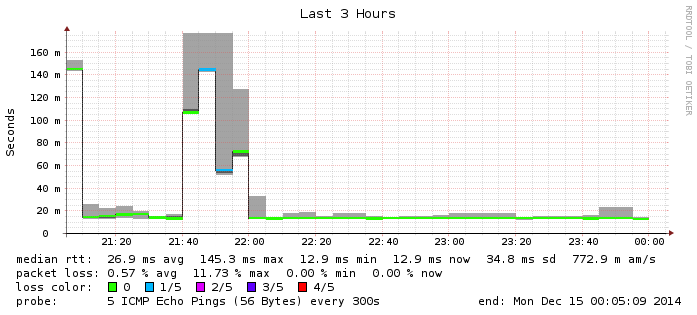 Last 3 Hours
RRDTOOL / TOBI OETIKER
Seconds
160 m
140 m
120 m
100 m
80 m
60 m
40 m
20 m
0
21:20 21:40 22:00 22:20 22:40 23:00 23:20 23:40 00:00
median rtt: 26.9 ms avg 145.3 ms max 12.9 ms min 12.9 ms now 34.8 ms sd 772.9 m am/s
packet loss: 0.57 % avg 11.73 % max 0.00 % min 0.00 % now
loss color: 0 1/5 2/5 3/5 4/5
probe: 5 ICMP Echo Pings (56 Bytes) every 300s end: Mon Dec 15 00:05:09 2014